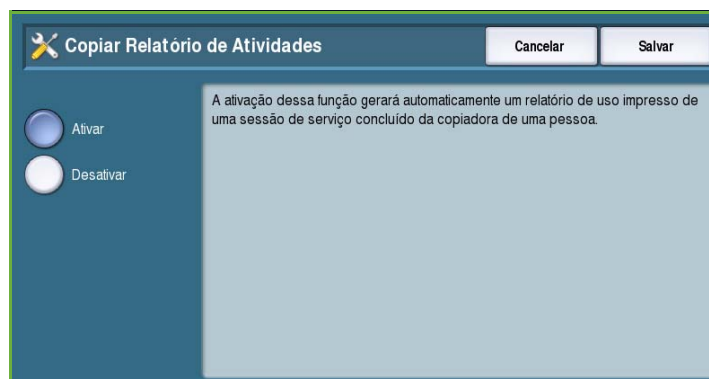 Copiar Relatório de Atividades
Cancelar
Salvar
Ativar
Desativar
A ativação dessa função gerará automaticamente um relatório de uso impresso de
uma sessão de serviço concluído da copiadora de uma pessoa.